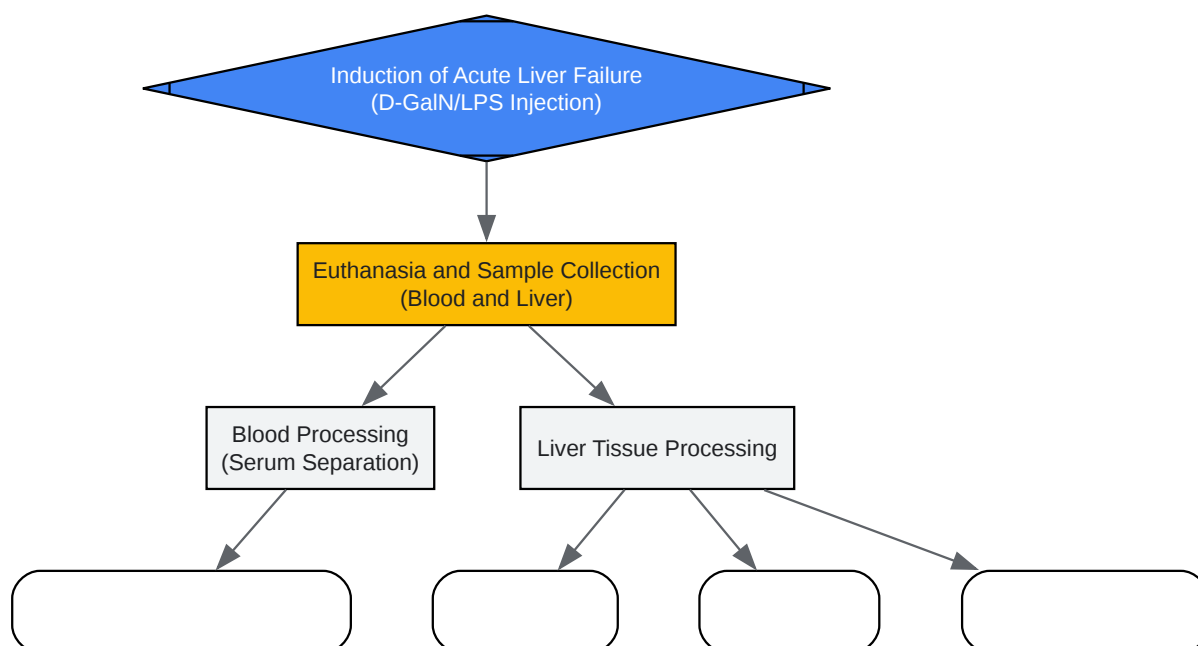 Induction of Acute Liver Failure
(D-GalN/LPS Injection)
Euthanasia and Sample Collection
(Blood and Liver)
Blood Processing
(Serum Separation)
Liver Tissue Processing